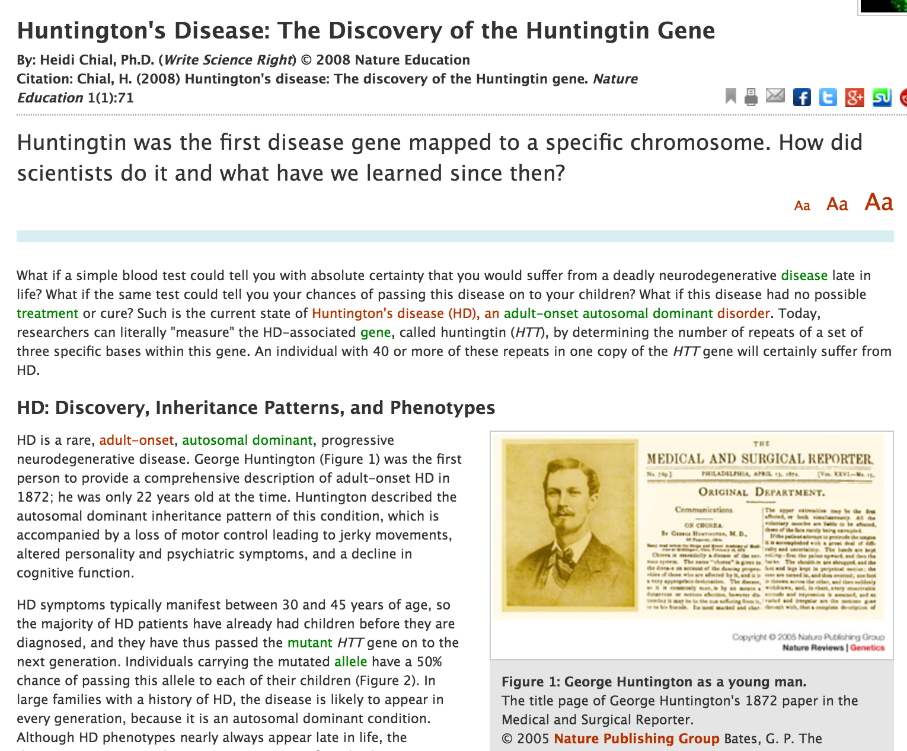 Huntington's Disease: The Discovery of the Huntingtin Gene
By: Heidi Chial, Ph.D. (Write Science Right) © 2008 Nature Education
Citation: Chial, H. (2008) Huntington's disease: The discovery of the huntingtin gene. Nature
Education 1(1):71
Huntingtin was the first disease gene mapped to a specific chromosome. How did
scientists do it and what have we learned since then?
Aa Aa Aa
What if a simple blood test could tell you with absolute certainty that you would suffer from a deadly neurodegenerative disease late in
life? What if the same test could tell you your chances of passing this disease on to your children? What if this disease had no possible
treatment or cure? Such is the current state of Huntington's disease (HD), an adult-onset autosomal dominant disorder. Today,
researchers can literally "measure" the HD-associated gene, called huntingtin (HTT), by determining the number of repeats of a set of
three specific bases within this gene. An individual with 40 or more of these repeats in one copy of the HTT gene will certainly suffer from
HD.
HD: Discovery, Inheritance Patterns, and Phenotypes
HD is a rare, adult-onset, autosomal dominant, progressive
neurodegenerative disease. George Huntington (Figure 1) was the first
person to provide a comprehensive description of adult-onset HD in
1872; he was only 22 years old at the time. Huntington described the
autosomal dominant inheritance pattern of this condition, which is
accompanied by a loss of motor control leading to jerky movements,
altered personality and psychiatric symptoms, and a decline in
cognitive function.
HD symptoms typically manifest between 30 and 45 years of age, so
the majority of HD patients have already had children before they are
diagnosed, and they have thus passed the mutant HTT gene on to the
next generation. Individuals carrying the mutated allele have a 50%
chance of passing this allele to each of their children (Figure 2). In
large families with a history of HD, the disease is likely to appear in
every generation, because it is an autosomal dominant condition.
Although HD phenotypes nearly always appear late in life, the
THE
MEDICAL AND SURGICAL REPORTER.
PHILADELPHIA, APRIL 13, 1872.
ORIGINAL DEPARTMENT.
Communications
ON CHOREA.
By GEORGE HUNTINGTON, M. D.,
Copyright © 2005 Nature Publishing Group
Nature Reviews | Genetics
Figure 1: George Huntington as a young man.
The title page of George Huntington's 1872 paper in the
Medical and Surgical Reporter.
© 2005 Nature Publishing Group Bates, G. P. The